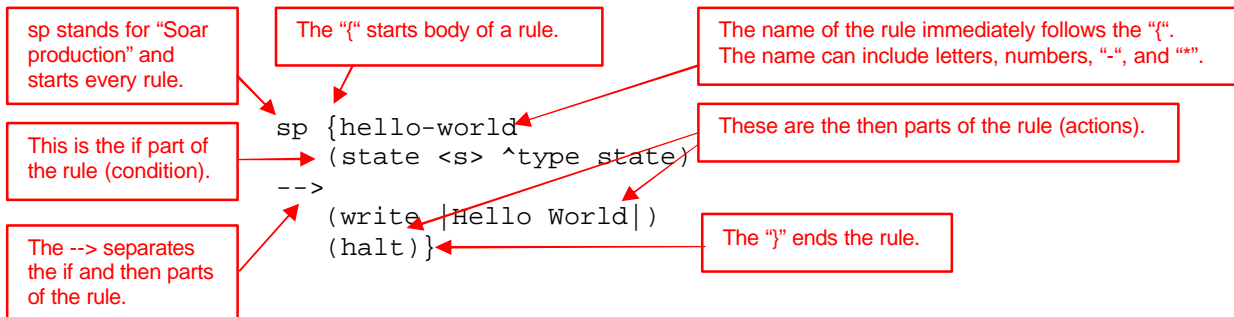 sp stands for “Soar
production” and
starts every rule.
The “{“ starts body of a rule.
The name of the rule immediately follows the “{“.
The name can include letters, numbers, “-“, and “*”.
sp {hello-world
This is the if part of
the rule (condition).
(state <s> ^type state)
These are the then parts of the rule (actions).
-->
(write |Hello World|)
(halt)}
The --> separates
the if and then parts
of the rule.
The “}” ends the rule.